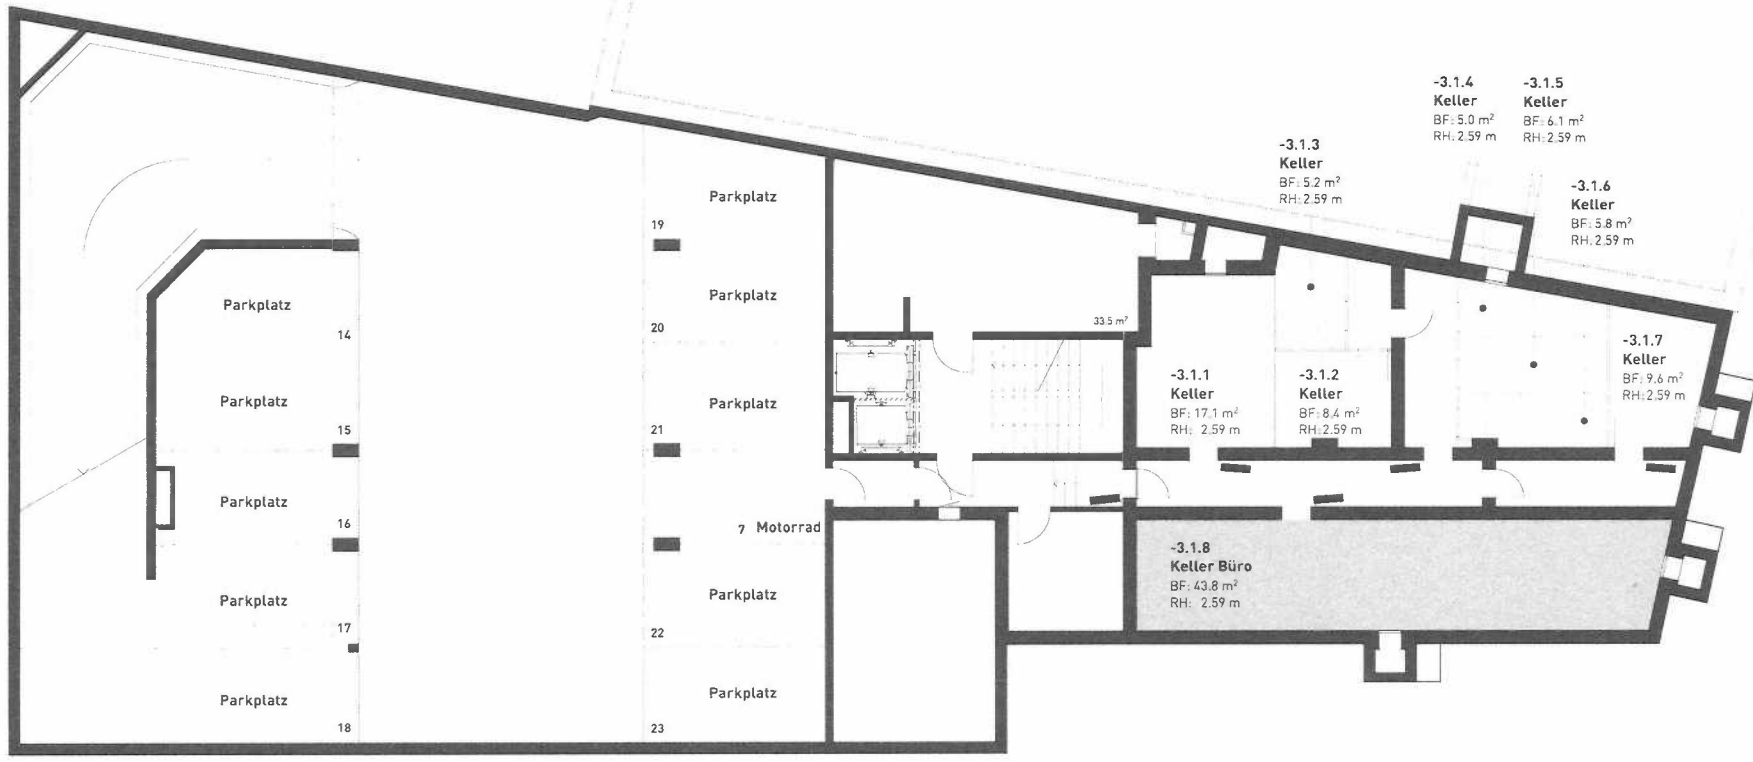 -3.1.4
Keller
BF: 5.0 m²
RH: 2.59 m
-3.1.5
Keller
BF: 6.1 m²
RH: 2.59 m
-3.1.3
Keller
BF: 5.2 m²
RH: 2.59 m
-3.1.6
Keller
BF: 5.8 m²
RH: 2.59 m
Parkplatz
19
Parkplatz
20
Parkplatz
21
7 Motorrad
Parkplatz
22
Parkplatz
23
Parkplatz
14
Parkplatz
15
Parkplatz
16
Parkplatz
17
Parkplatz
18
33.5 m²
-3.1.1
Keller
BF: 17.1 m²
RH: 2.59 m
-3.1.2
Keller
BF: 8.4 m²
RH: 2.59 m
-3.1.7
Keller
BF: 9.6 m²
RH: 2.59 m
-3.1.8
Keller Büro
BF: 43.8 m²
RH: 2.59 m